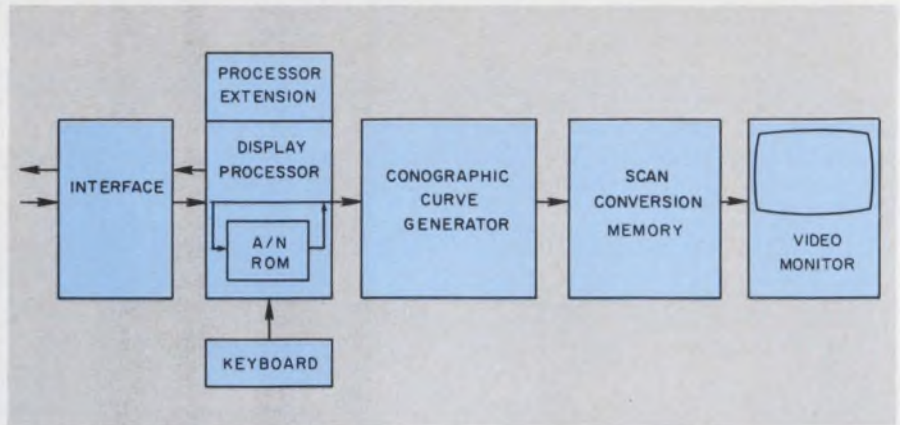 INTERFACE
PROCESSOR
EXTENSION
DISPLAY
PROCESSOR
A/N
ROM
KEYBOARD
CONOGRAPHIC
CURVE
GENERATOR
SCAN
CONVERSION
MEMORY
VIDEO
MONITOR